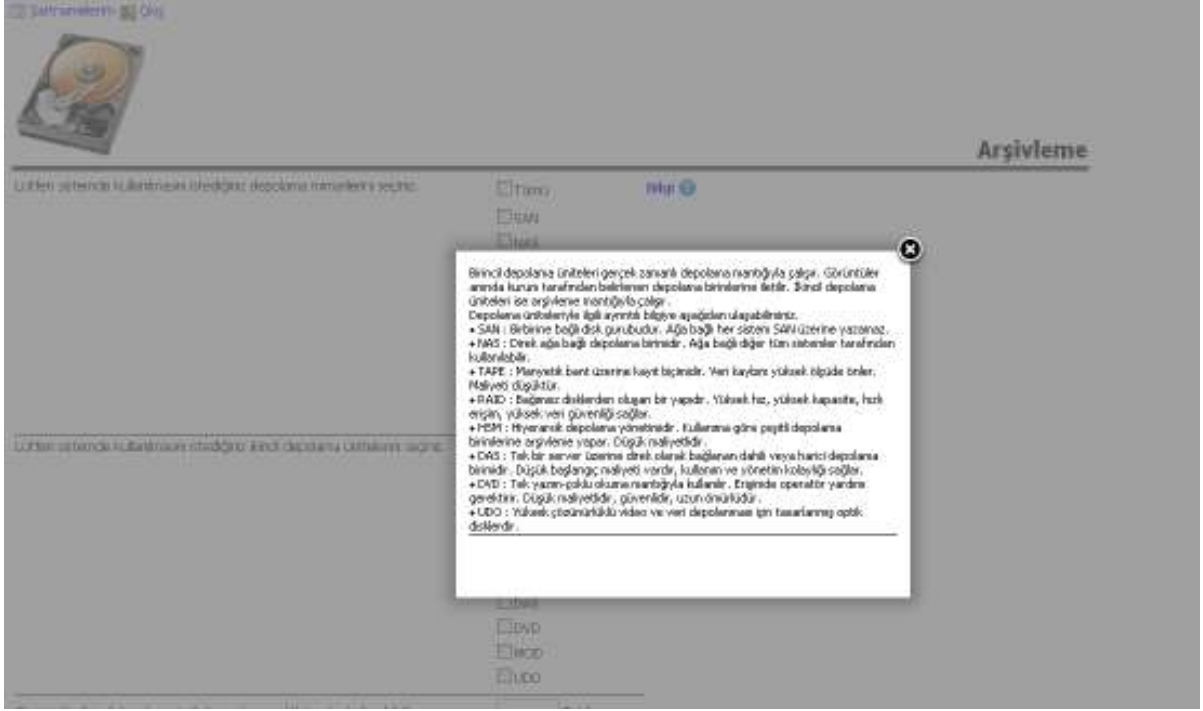 Şartnamelerim Çıkış
Arşivleme
Lütfen sistemde kullanılmasını istediğiniz depolama mimarilerini seçiniz.
Tümü
Bilgi
SAN
NAS
Birincil depolama üniteleri gerçek zamanlı depolama mantığıyla çalışır. Görüntüler
anında kurum tarafından belirlenen depolama birimlerine iletilir. İkincil depolama
üniteleri ise arşivleme mantığıyla çalışır.
Depolama üniteleriyle ilgili ayrıntılı bilgiye aşağıdan ulaşabilirsiniz.
• SAN : Birbirine bağlı disk gurubudur. Ağa bağlı her sistem SAN üzerine yazamaz.
• NAS : Direk ağa bağlı depolama birimidir. Ağa bağlı diğer tüm sistemler tarafından
kullanılabilir.
• TAPE : Manyetik bant üzerine kayıt biçimidir. Veri kaybını yüksek ölçüde önler.
Maliyeti düşüktür.
• RAID : Bağımsız disklerden oluşan bir yapıdır. Yüksek hız, yüksek kapasite, hızlı
erişim, yüksek veri güvenliği sağlar.
• HSM : Hiyerarşik depolama yönetimidir. Kullanıma göre çeşitli depolama
birimlerine arşivleme yapar. Düşük maliyetlidir.
• DAS : Tek bir server üzerine direk olarak bağlanan dahili veya harici depolama
birimidir. Düşük başlangıç maliyeti vardır, kullanım ve yönetim kolaylığı sağlar.
• DVD : Tek yazım-çoklu okuma mantığıyla kullanılır. Erişimde operatör yardımı
gerektirir. Düşük maliyetlidir, güvenlidir, uzun ömürlüdür.
• UDO : Yüksek çözünürlüklü video ve veri depolanması için tasarlanmış optik
disklerdir.
Lütfen sistemde kullanılmasını istediğiniz ikincil depolama ünitelerini seçiniz.
DAS
DVD
MOD
UDO